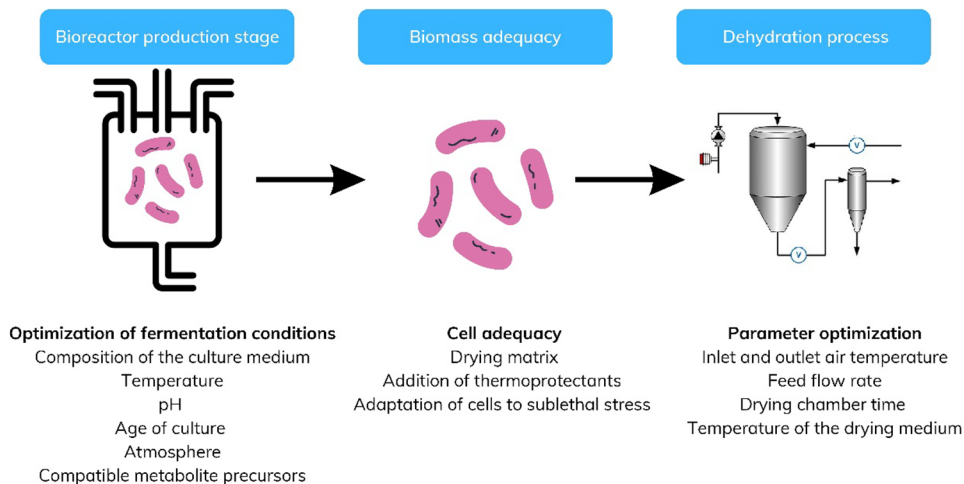 Bioreactor production stage
Biomass adequacy
Dehydration process
V
V
Optimization of fermentation conditions
Composition of the culture medium
Temperature
pH
Age of culture
Atmosphere
Compatible metabolite precursors
Cell adequacy
Drying matrix
Addition of thermoprotectants
Adaptation of cells to sublethal stress
Parameter optimization
Inlet and outlet air temperature
Feed flow rate
Drying chamber time
Temperature of the drying medium